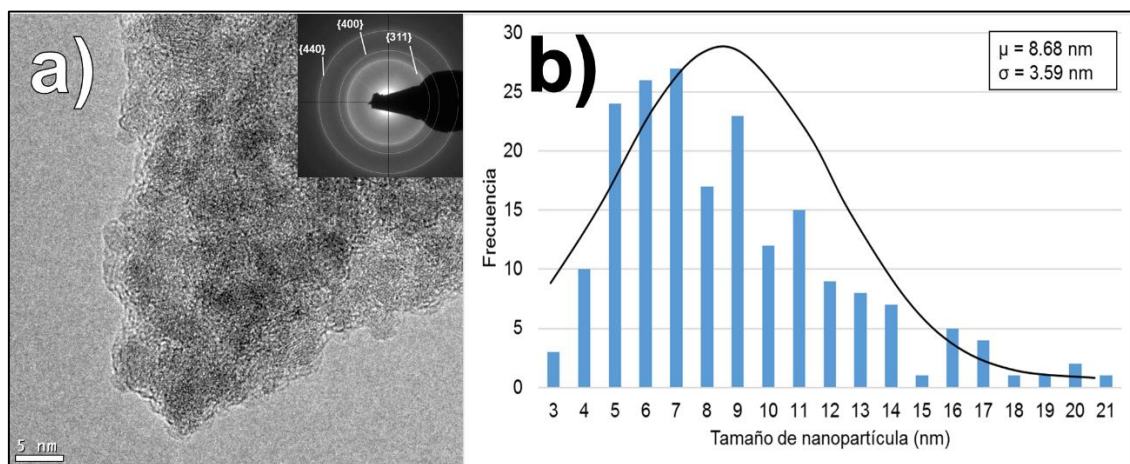 a)
{440}
{400}
{311}
5 nm
b)
μ = 8.68 nm
σ = 3.59 nm
Frecuencia
30
25
20
15
10
5
0
3 4 5 6 7 8 9 10 11 12 13 14 15 16 17 18 19 20 21
Tamaño de nanopartícula (nm)